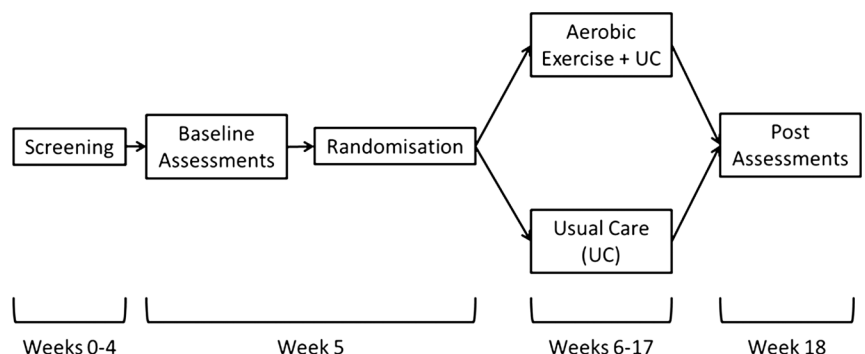 Screening
Baseline
Assessments
Randomisation
Aerobic
Exercise + UC
Usual Care
(UC)
Post
Assessments
Weeks 0-4
Week 5
Weeks 6-17
Week 18